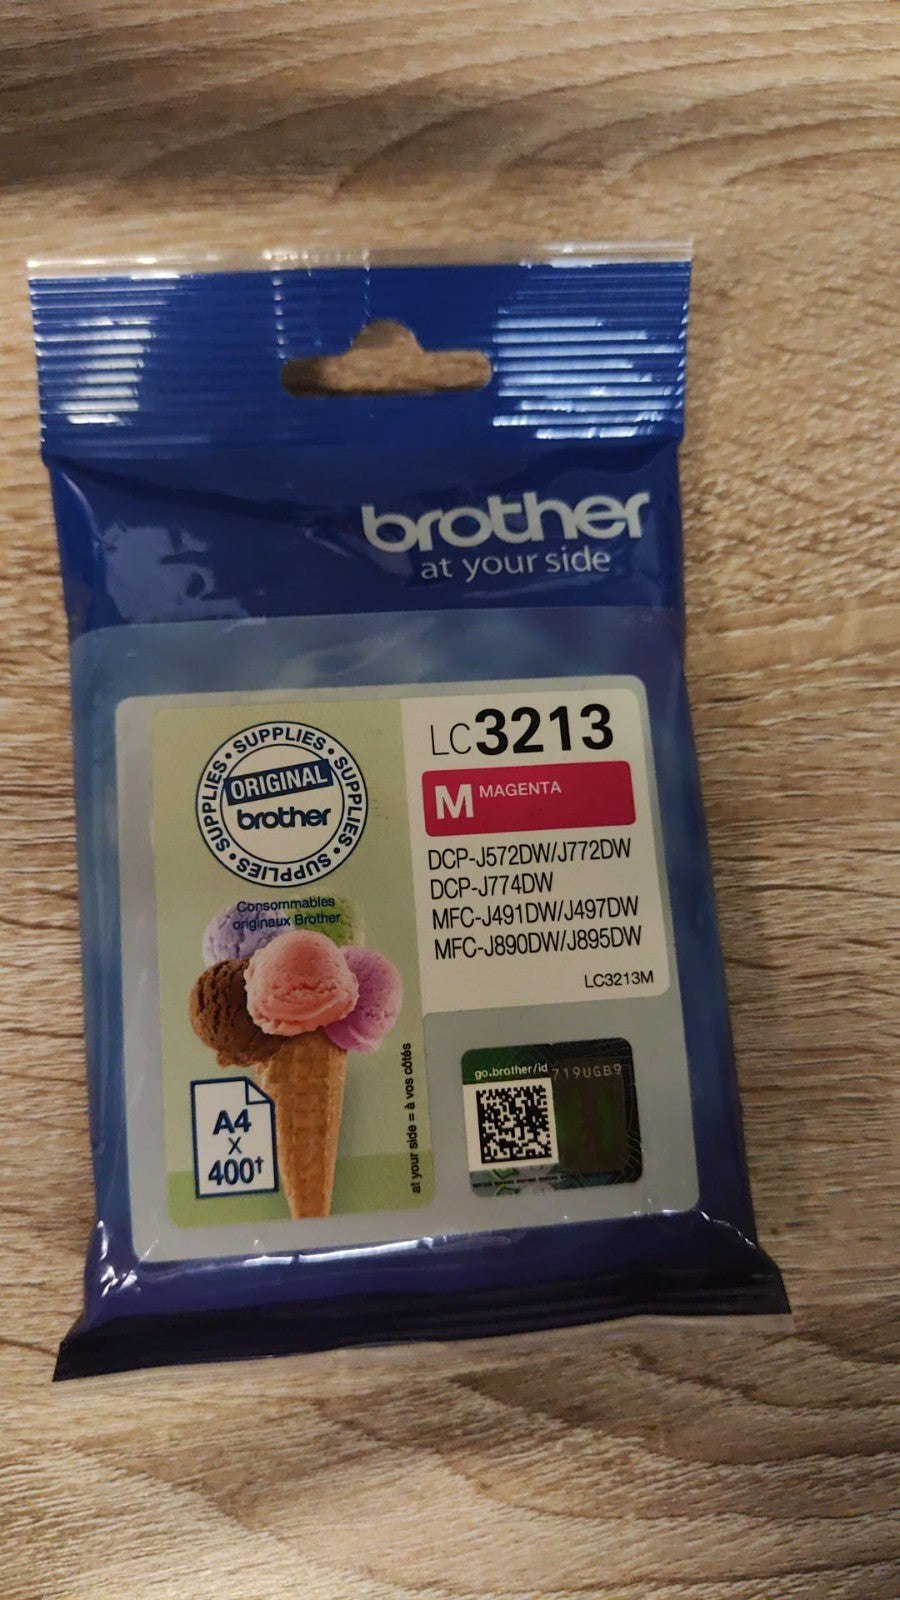 brother
at your side
LC3213
M MAGENTA
DCP-J572DW/J772DW
DCP-J774DW
MFC-J491DW/J497DW
MFC-J890DW/J895DW
LC3213M
SUPPLIES • SUPPLIES • SUPPLIES • SUPPLIES •
ORIGINAL
brother
Consommables
originaux Brother
A4
x
400†
at your side = à vos côtés
go.brother/id
719UGB9